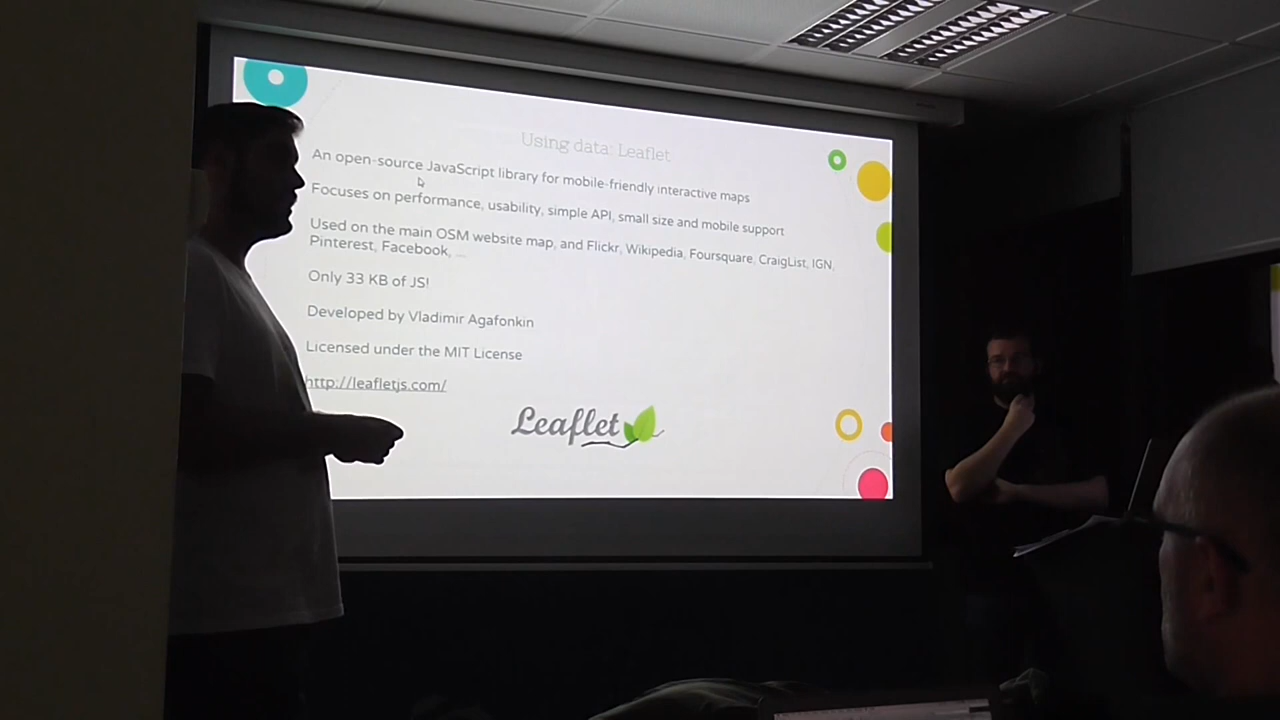 Using data: Leaflet
An open-source JavaScript library for mobile-friendly interactive maps
Focuses on performance, usability, simple API, small size and mobile support
Used on the main OSM website map, and Flickr, Wikipedia, Foursquare, CraigList, IGN,
Pinterest, Facebook, ...
Only 33 KB of JS!
Developed by Vladimir Agafonkin
Licensed under the MIT License
http://leafletjs.com/
Leaflet